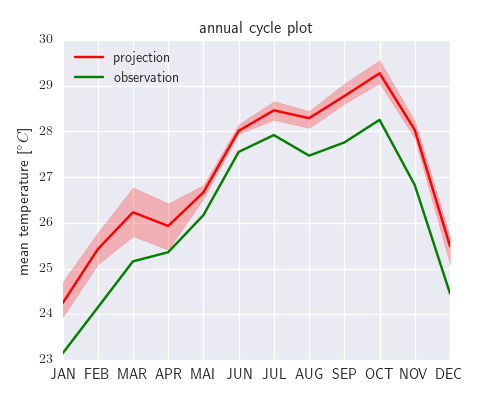 annual cycle plot
projection
observation
mean temperature [°C]
30
29
28
27
26
25
24
23
JAN FEB MAR APR MAI JUN JUL AUG SEP OCT NOV DEC